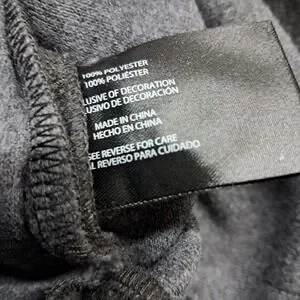 100% POLYESTER
100% POLIÉSTER
LUSIVE OF DECORATION
LUSIVO DE DECORACIÓN
MADE IN CHINA
HECHO EN CHINA
SEE REVERSE FOR CARE
AL REVERSO PARA CUIDADO